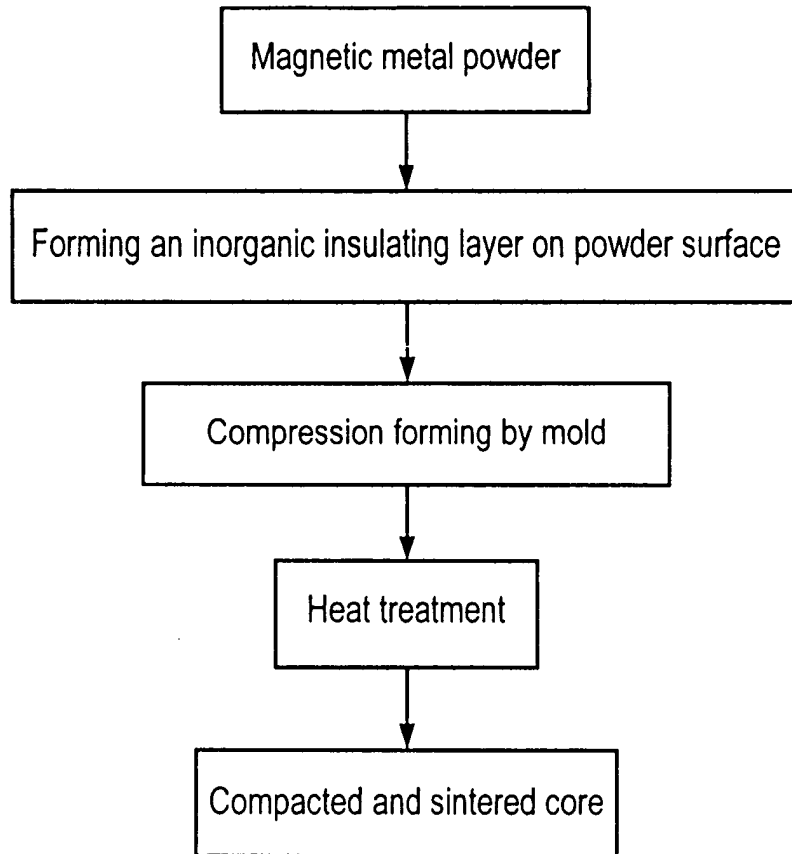 Magnetic metal powder
Forming an inorganic insulating layer on powder surface
Compression forming by mold
Heat treatment
Compacted and sintered core